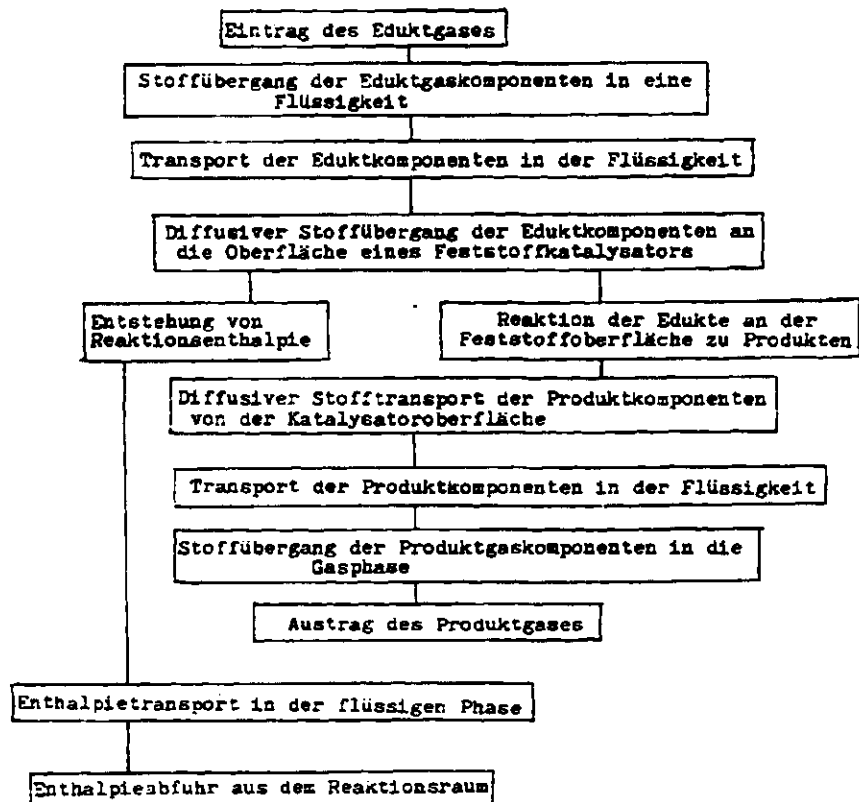 Eintrag des Eduktgases
Stoffübergang der Eduktgaskomponenten in eine
Flüssigkeit
Transport der Eduktkomponenten in der Flüssigkeit
Diffusiver Stoffübergang der Eduktkomponenten an
die Oberfläche eines Feststoffkatalysators
Entstehung von
Reaktionsenthalpie
Reaktion der Edukte an der
Feststoffoberfläche zu Produkten
Diffusiver Stofftransport der Produktkomponenten
von der Katalysatoroberfläche
Transport der Produktkomponenten in der Flüssigkeit
Stoffübergang der Produktgaskomponenten in die
Gasphase
Austrag des Produktgases
Enthalpietransport in der flüssigen Phase
Enthalpieabfuhr aus dem Reaktionsraum